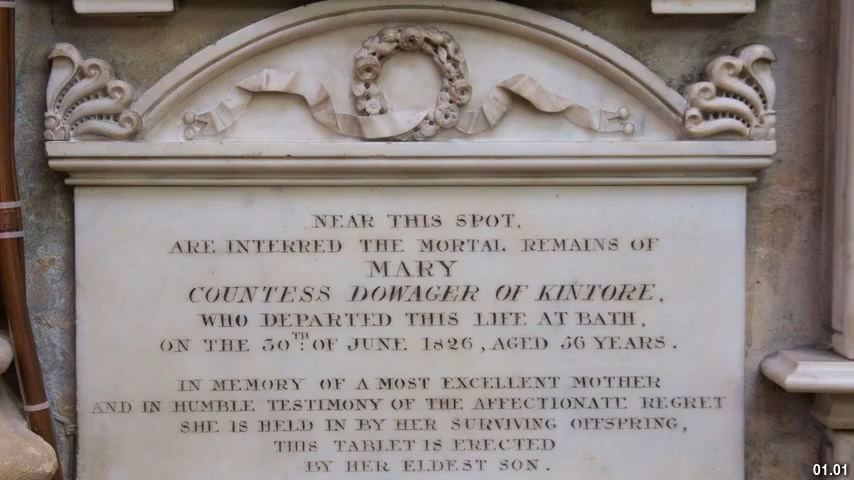 NEAR THIS SPOT,
ARE INTERRED THE MORTAL REMAINS OF
MARY
COUNTESS DOWAGER OF KINTORE,
WHO DEPARTED THIS LIFE AT BATH,
ON THE 30TH OF JUNE 1826, AGED 56 YEARS.
IN MEMORY OF A MOST EXCELLENT MOTHER
AND IN HUMBLE TESTIMONY OF THE AFFECTIONATE REGRET
SHE IS HELD IN BY HER SURVIVING OFFSPRING,
THIS TABLET IS ERECTED
BY HER ELDEST SON.
01.01